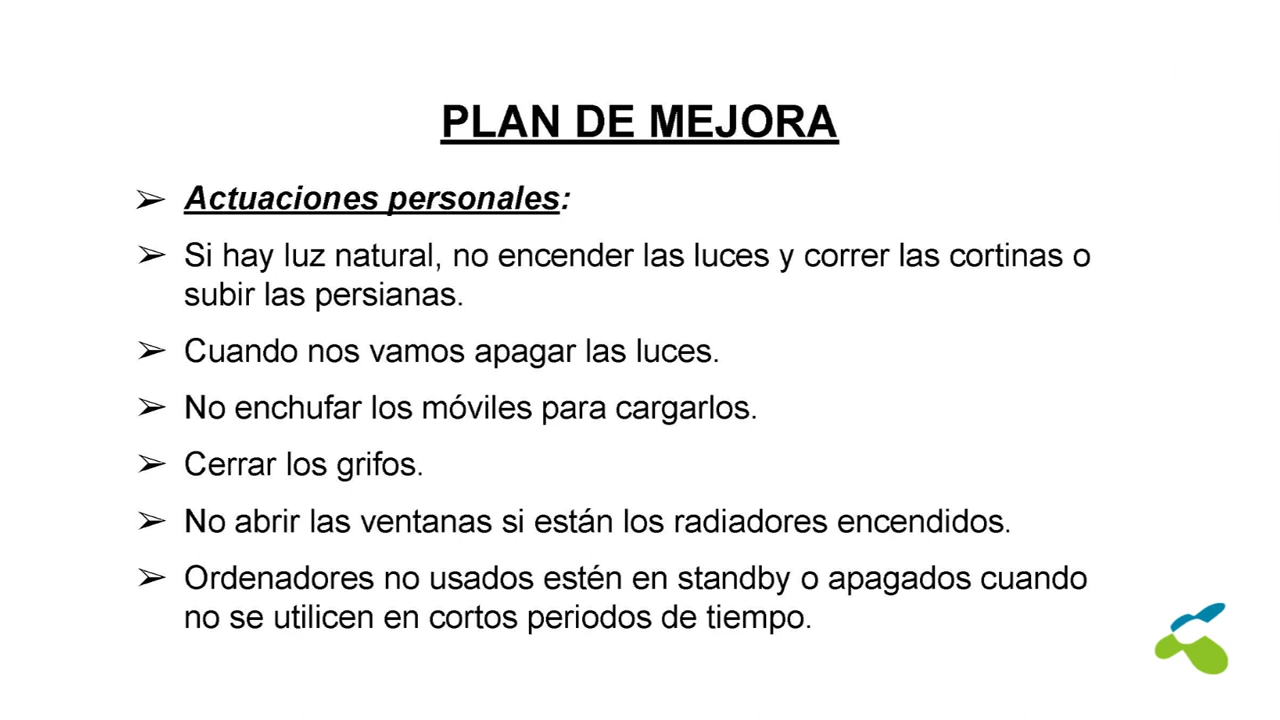 PLAN DE MEJORA
➢ Actuaciones personales:
➢ Si hay luz natural, no encender las luces y correr las cortinas o
subir las persianas.
➢ Cuando nos vamos apagar las luces.
➢ No enchufar los móviles para cargarlos.
➢ Cerrar los grifos.
➢ No abrir las ventanas si están los radiadores encendidos.
➢ Ordenadores no usados estén en standby o apagados cuando
no se utilicen en cortos periodos de tiempo.